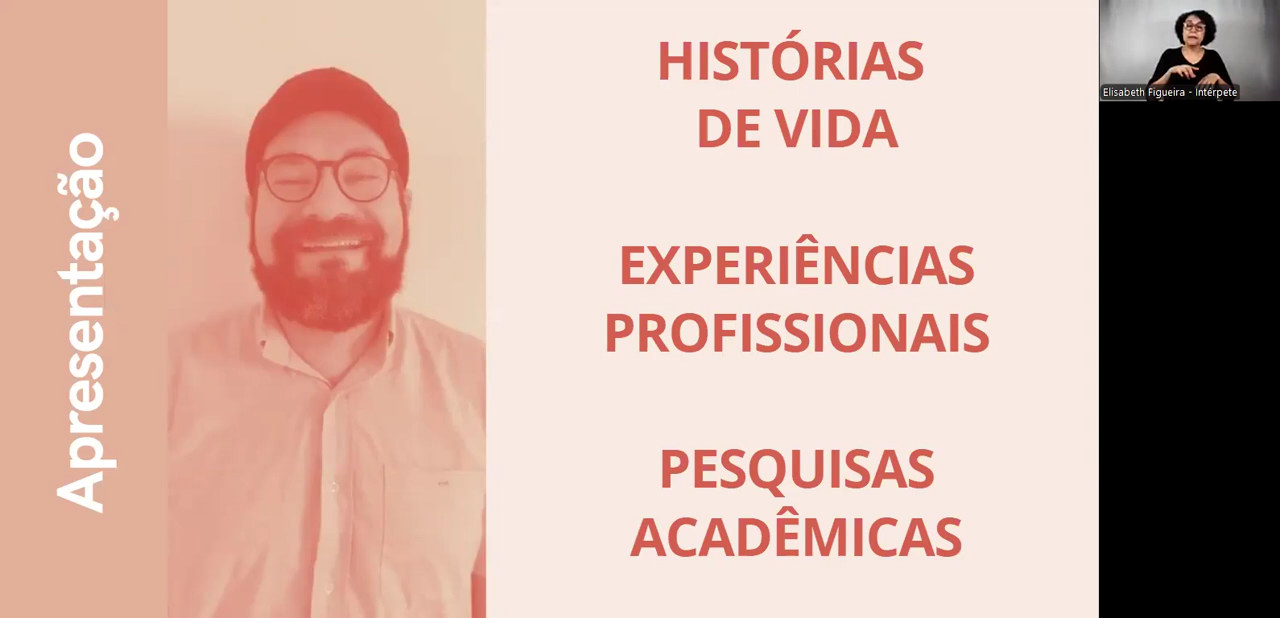 Apresentação
HISTÓRIAS
DE VIDA
EXPERIÊNCIAS
PROFISSIONAIS
PESQUISAS
ACADÊMICAS
Elisabeth Figueira - Intérpete